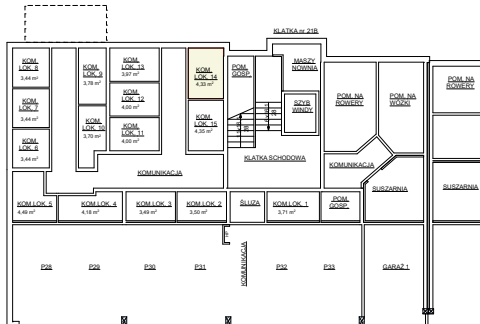 KLATKA nr. 21B
KOM.
LOK. 8
3,44 m²
KOM.
LOK. 9
3,78 m²
KOM.
LOK. 13
3,97 m²
KOM.
LOK. 14
4,33 m²
POM.
GOSP.
MASZY
NOWNIA
POM. NA
ROWERY
POM. NA
WÓZKI
POM. NA
ROWERY
KOM.
LOK. 7
3,44 m²
KOM.
LOK. 12
4,00 m²
SZYB
WINDY
KOM.
LOK. 10
3,70 m²
KOM.
LOK. 11
4,00 m²
KOM.
LOK. 15
4,35 m²
KOM.
LOK. 6
3,44 m²
KLATKA SCHODOWA
KOMUNIKACJA
KOMUNIKACJA
SUSZARNIA
SUSZARNIA
KOM.LOK. 5
4,49 m²
KOM.LOK. 4
4,18 m²
KOM.LOK. 3
3,49 m²
KOM.LOK. 2
3,50 m²
ŚLUZA
KOM.LOK. 1
3,71 m²
POM.
GOSP.
P28
P29
P30
P31
KOMUNIKACJA
P32
P33
GARAŻ 1